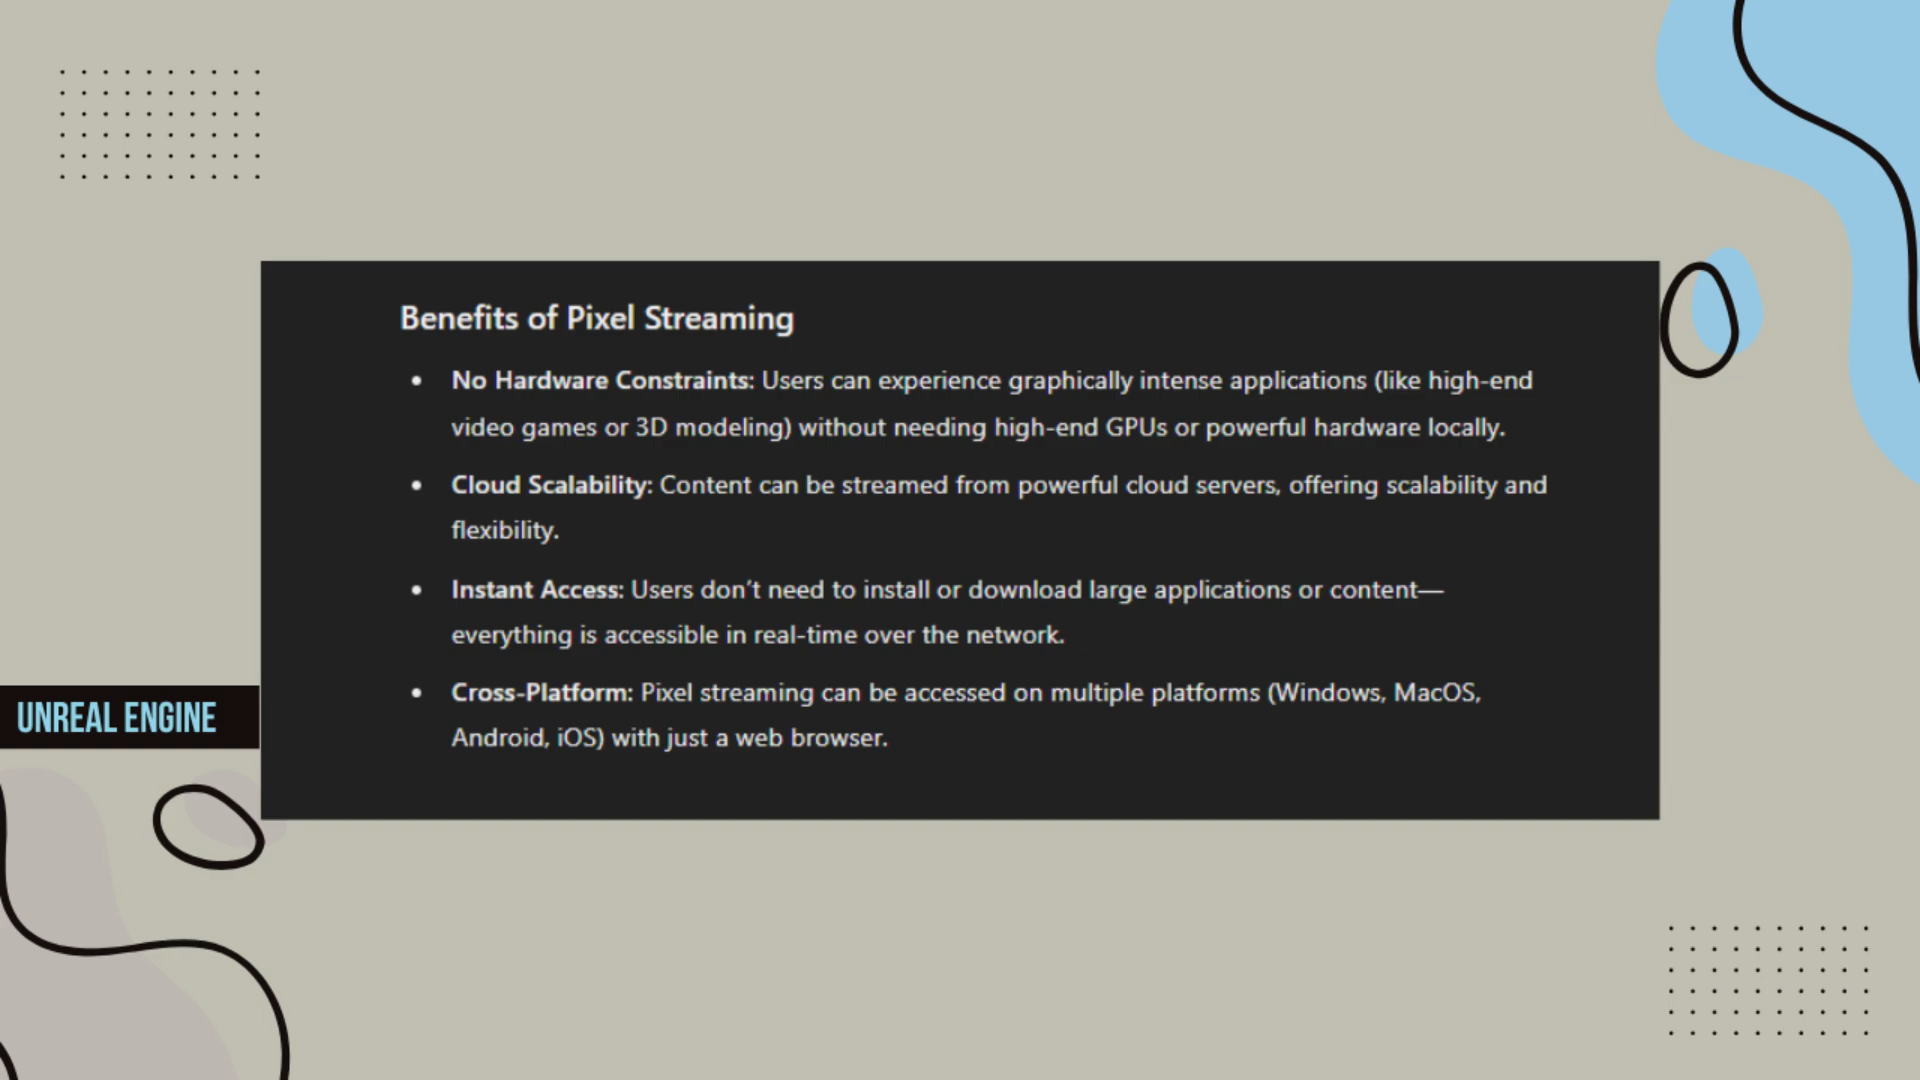 Benefits of Pixel Streaming
• No Hardware Constraints: Users can experience graphically intense applications (like high-end
video games or 3D modeling) without needing high-end GPUs or powerful hardware locally.
• Cloud Scalability: Content can be streamed from powerful cloud servers, offering scalability and
flexibility.
• Instant Access: Users don’t need to install or download large applications or content—
everything is accessible in real-time over the network.
• Cross-Platform: Pixel streaming can be accessed on multiple platforms (Windows, MacOS,
Android, iOS) with just a web browser.
UNREAL ENGINE